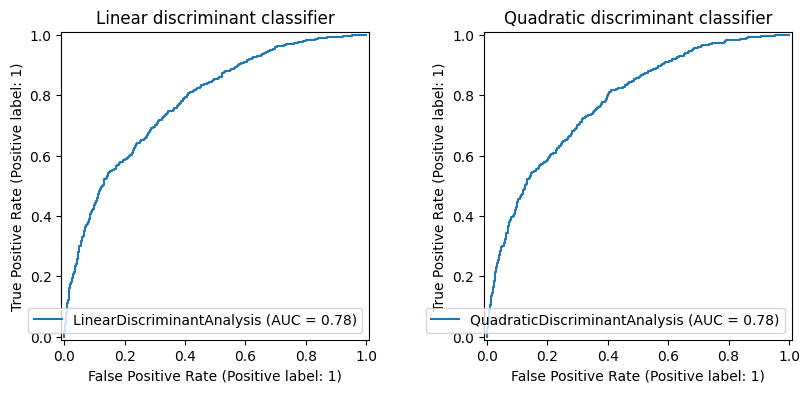 Linear discriminant classifier
True Positive Rate (Positive label: 1)
1.0
0.8
0.6
0.4
0.2
0.0
LinearDiscriminantAnalysis (AUC = 0.78)
0.0 0.2 0.4 0.6 0.8 1.0
False Positive Rate (Positive label: 1)
Quadratic discriminant classifier
True Positive Rate (Positive label: 1)
1.0
0.8
0.6
0.4
0.2
0.0
QuadraticDiscriminantAnalysis (AUC = 0.78)
0.0 0.2 0.4 0.6 0.8 1.0
False Positive Rate (Positive label: 1)